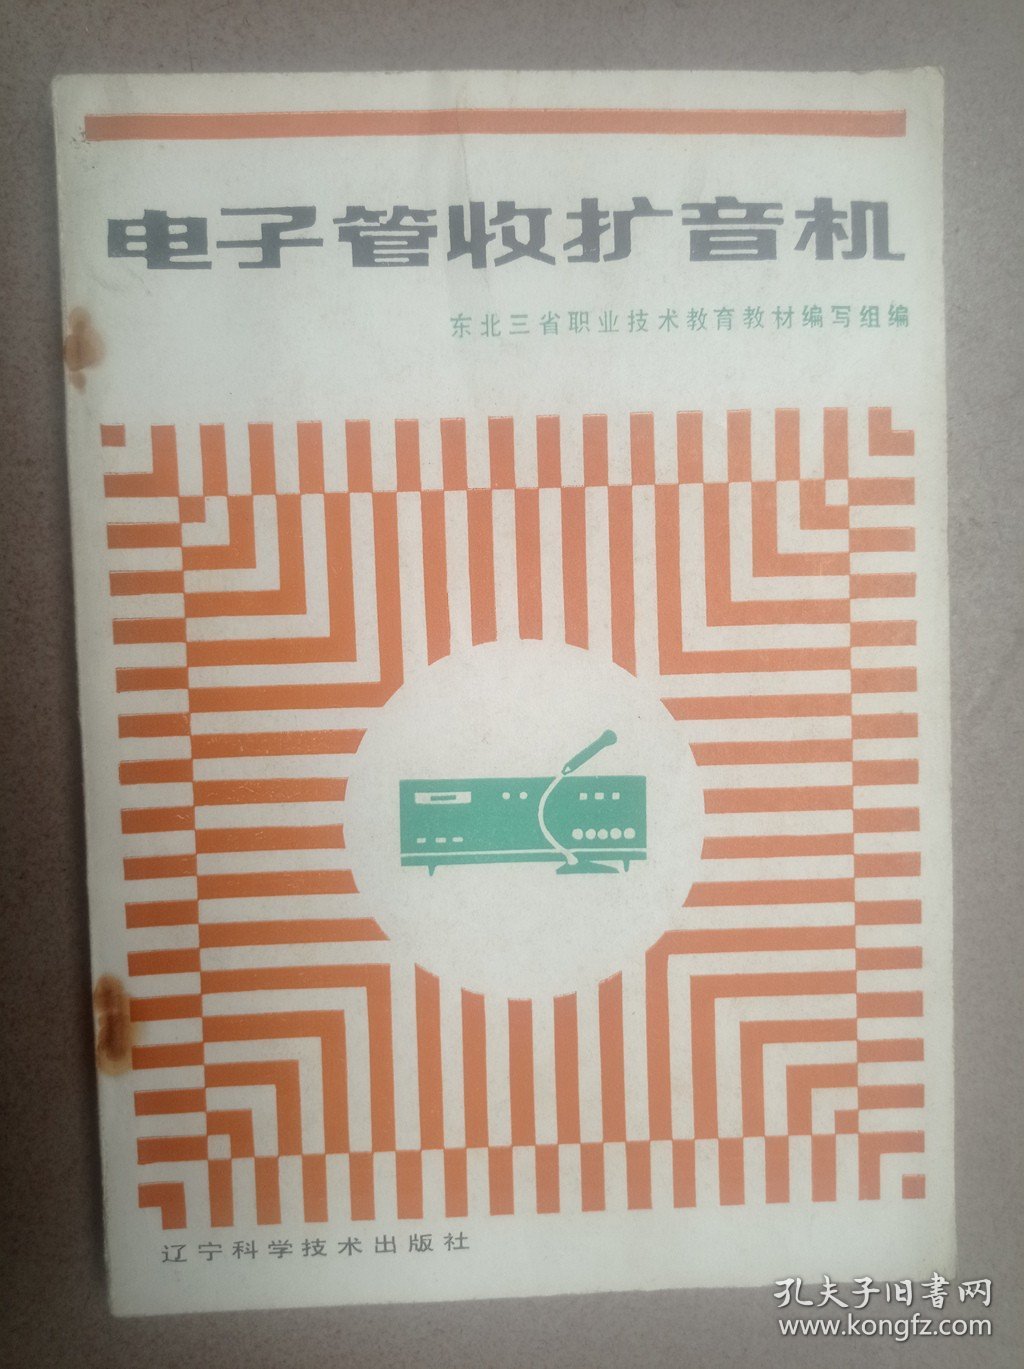 电子管收扩音机
东北三省职业技术教育教材编写组编
辽宁科学技术出版社
孔夫子旧书网
www.kongfz.com